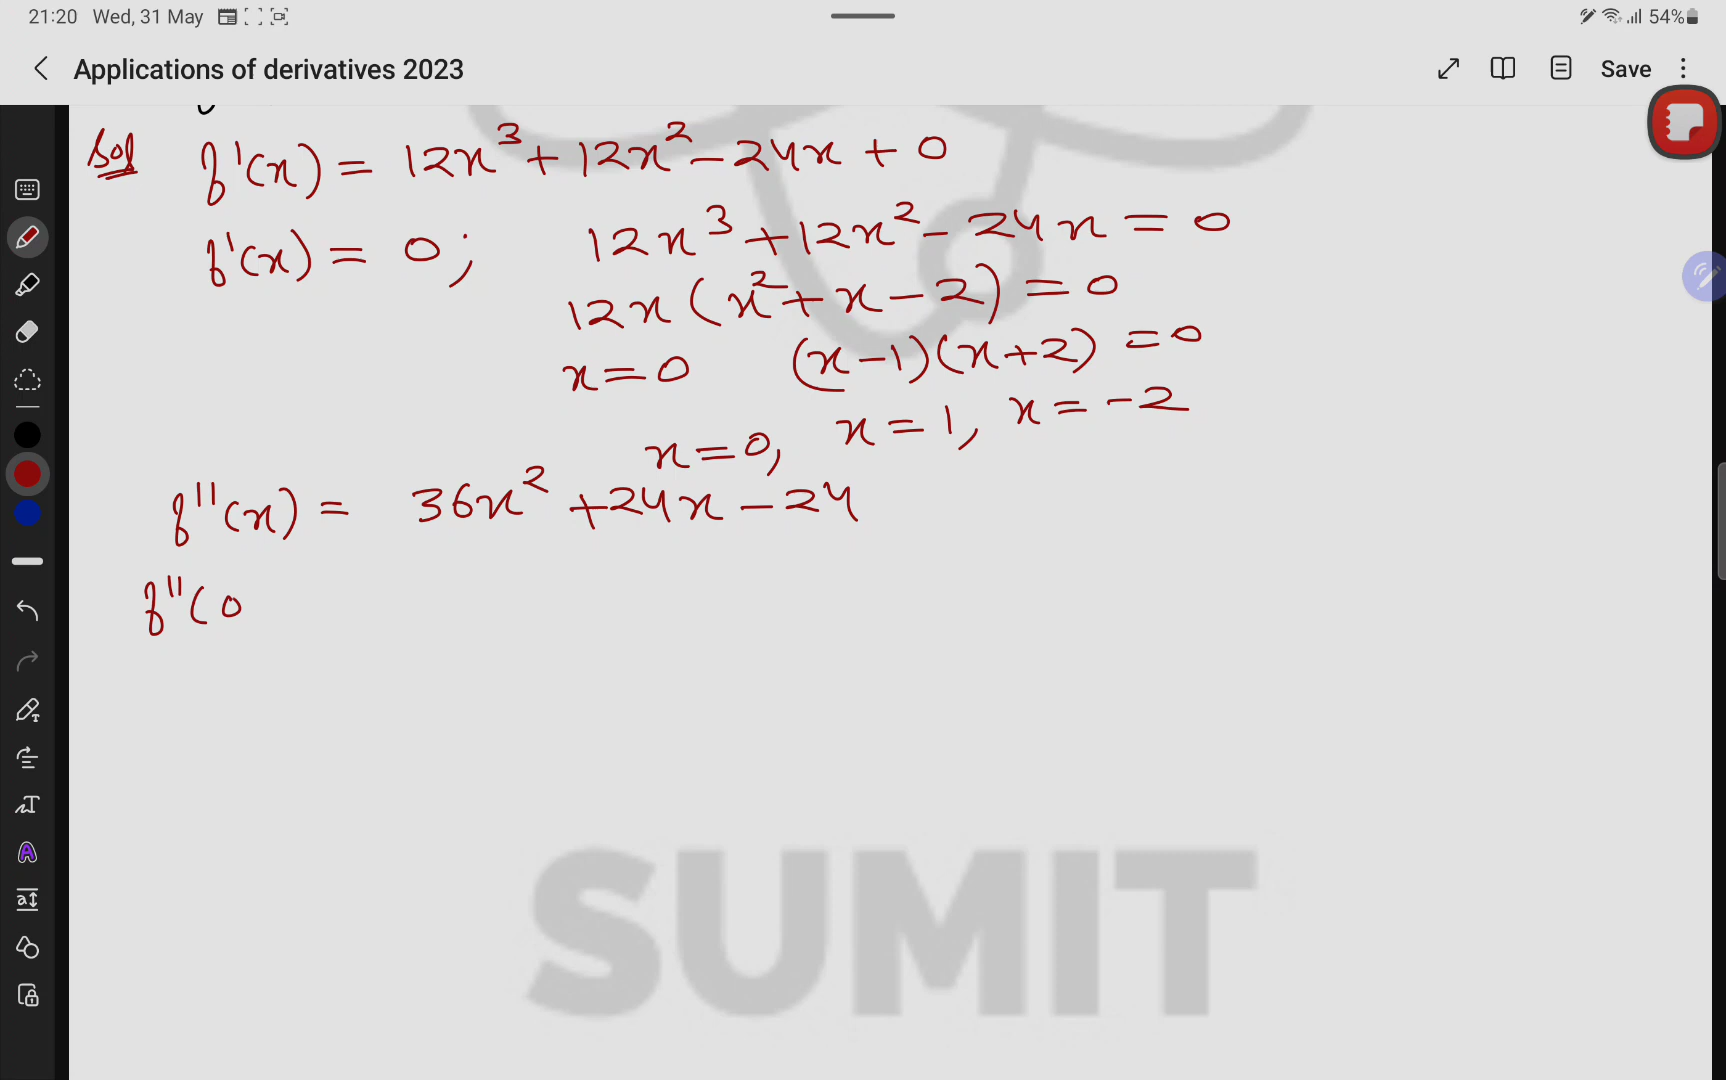 21:20 Wed, 31 May 54%
Applications of derivatives 2023 Save
Sol f'(x) = 12x³ + 12x² - 24x + 0
f'(x) = 0; 12x³ + 12x² - 24x = 0
12x (x² + x - 2) = 0
x = 0 (x - 1)(x + 2) = 0
x = 0, x = 1, x = -2
f''(x) = 36x² + 24x - 24
f''(0
SUMIT